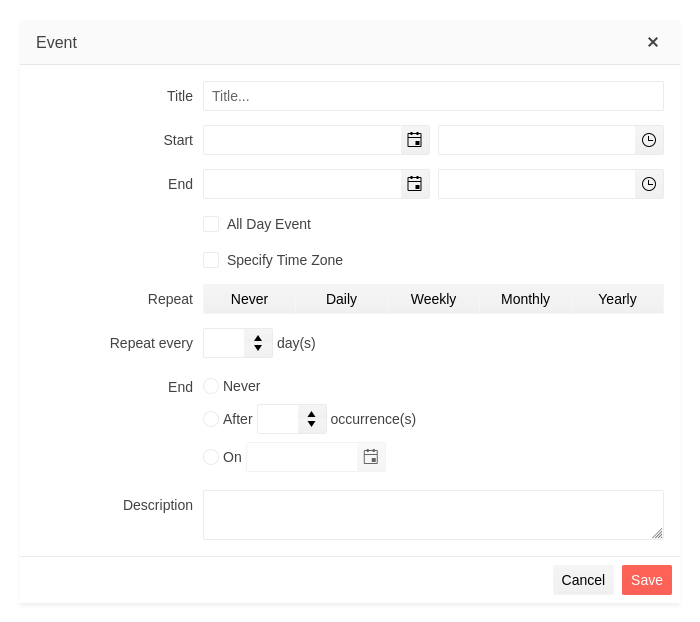 Event
Title Title...
Start
End
All Day Event
Specify Time Zone
Repeat Never Daily Weekly Monthly Yearly
Repeat every day(s)
End Never
After occurrence(s)
On
Description
Cancel Save